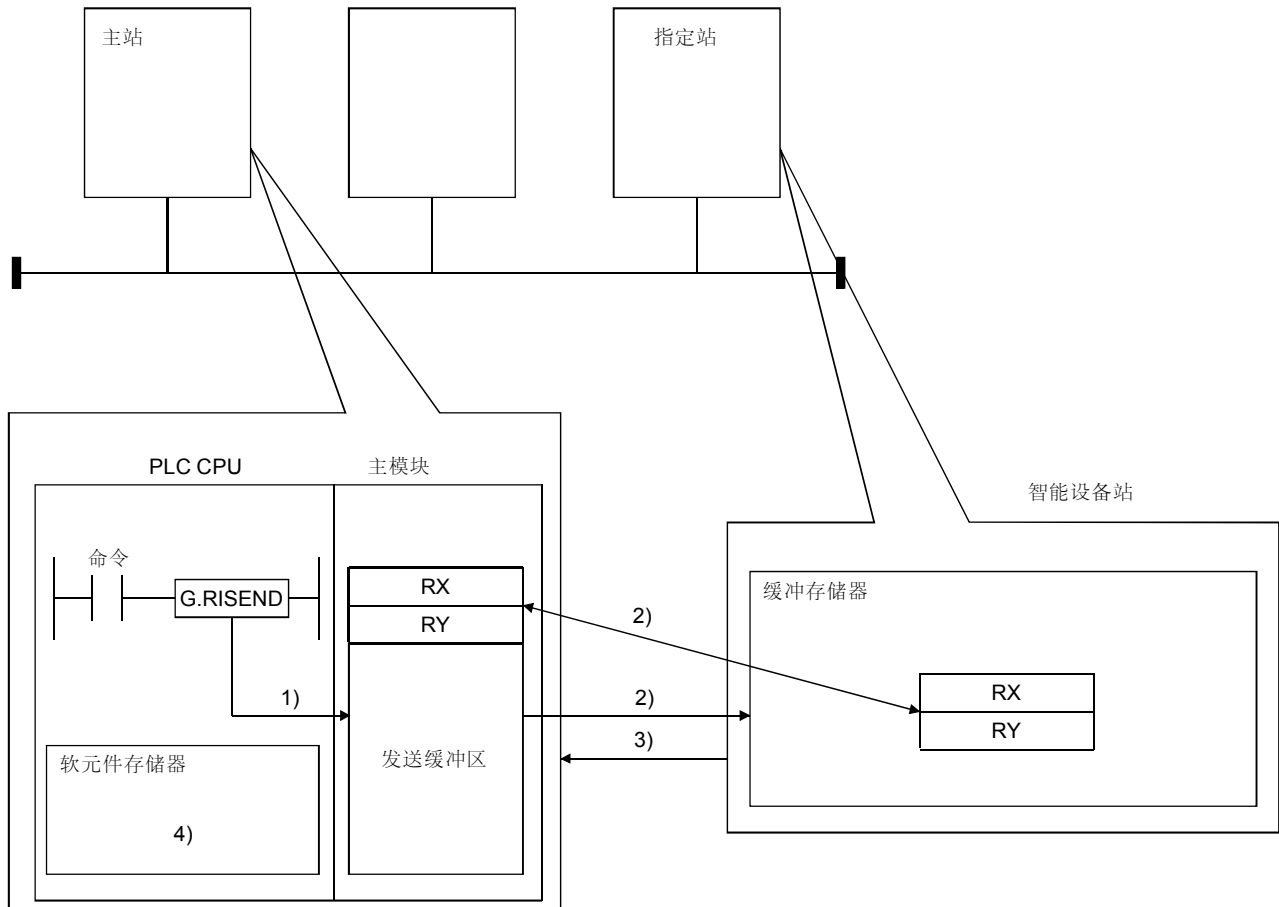 主站
指定站
PLC CPU
主模块
智能设备站
命令
G.RISEND
RX
RY
缓冲存储器
2)
RX
RY
1)
2)
3)
发送缓冲区
软元件存储器
4)